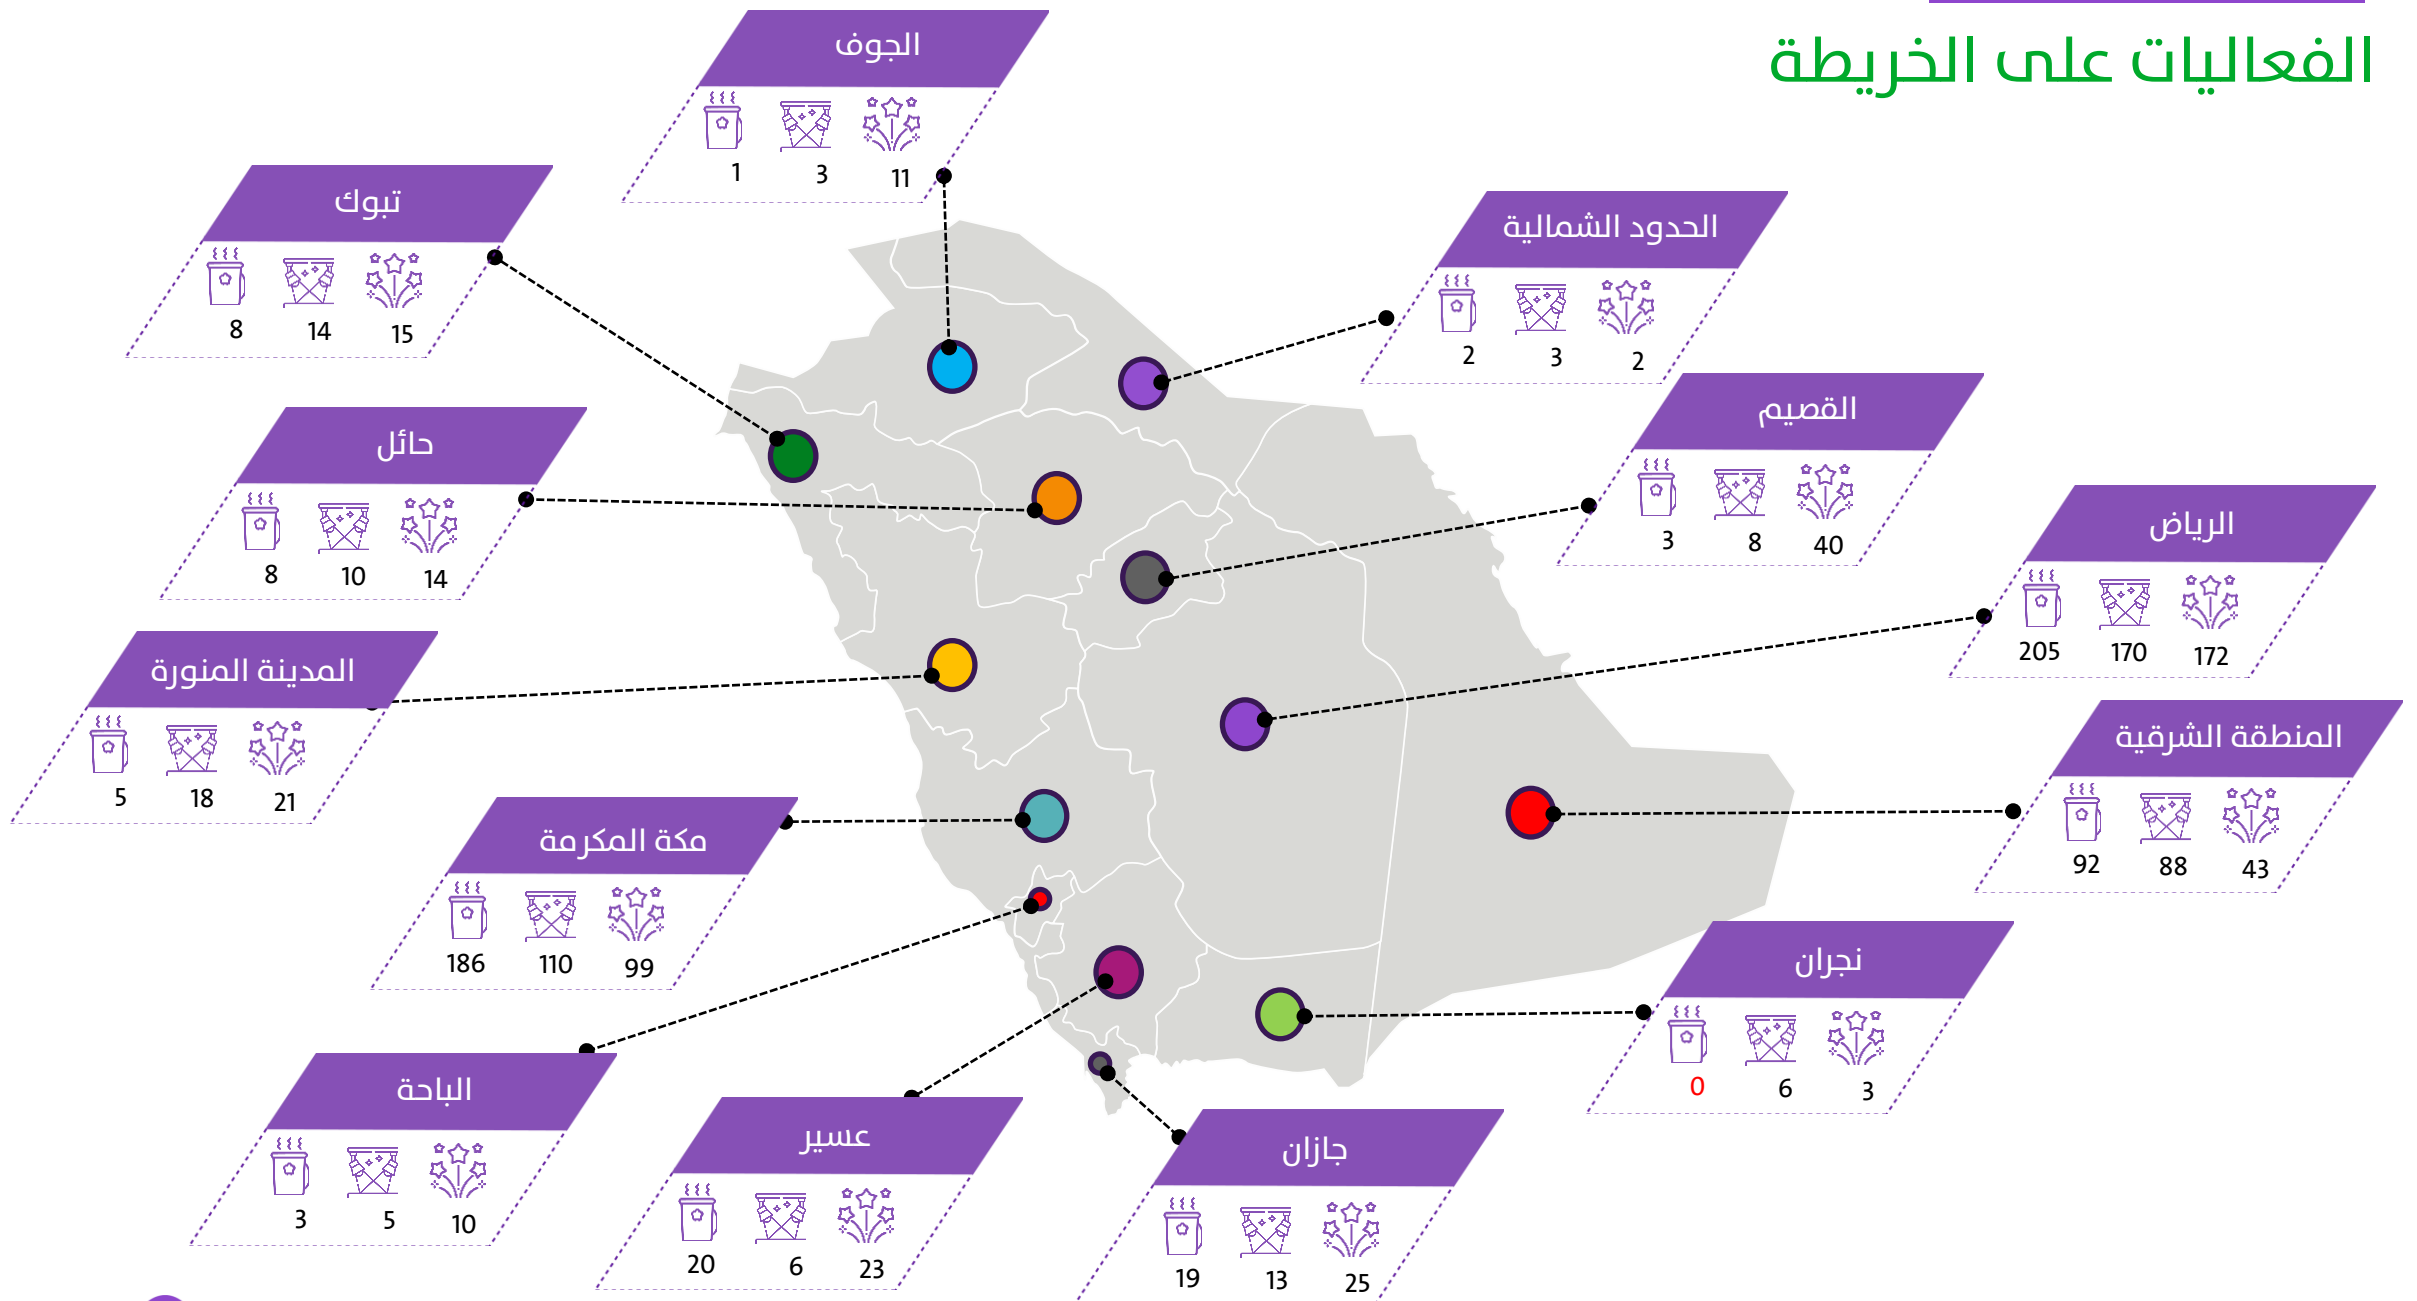 الفعاليات على الخريطة
الجوف
1 3 11
تبوك
8 14 15
الحدود الشمالية
2 3 2
القصيم
3 8 40
حائل
8 10 14
الرياض
205 170 172
المدينة المنورة
5 18 21
المنطقة الشرقية
92 88 43
مكة المكرمة
186 110 99
نجران
0 6 3
الباحة
3 5 10
عسير
20 6 23
جازان
19 13 25